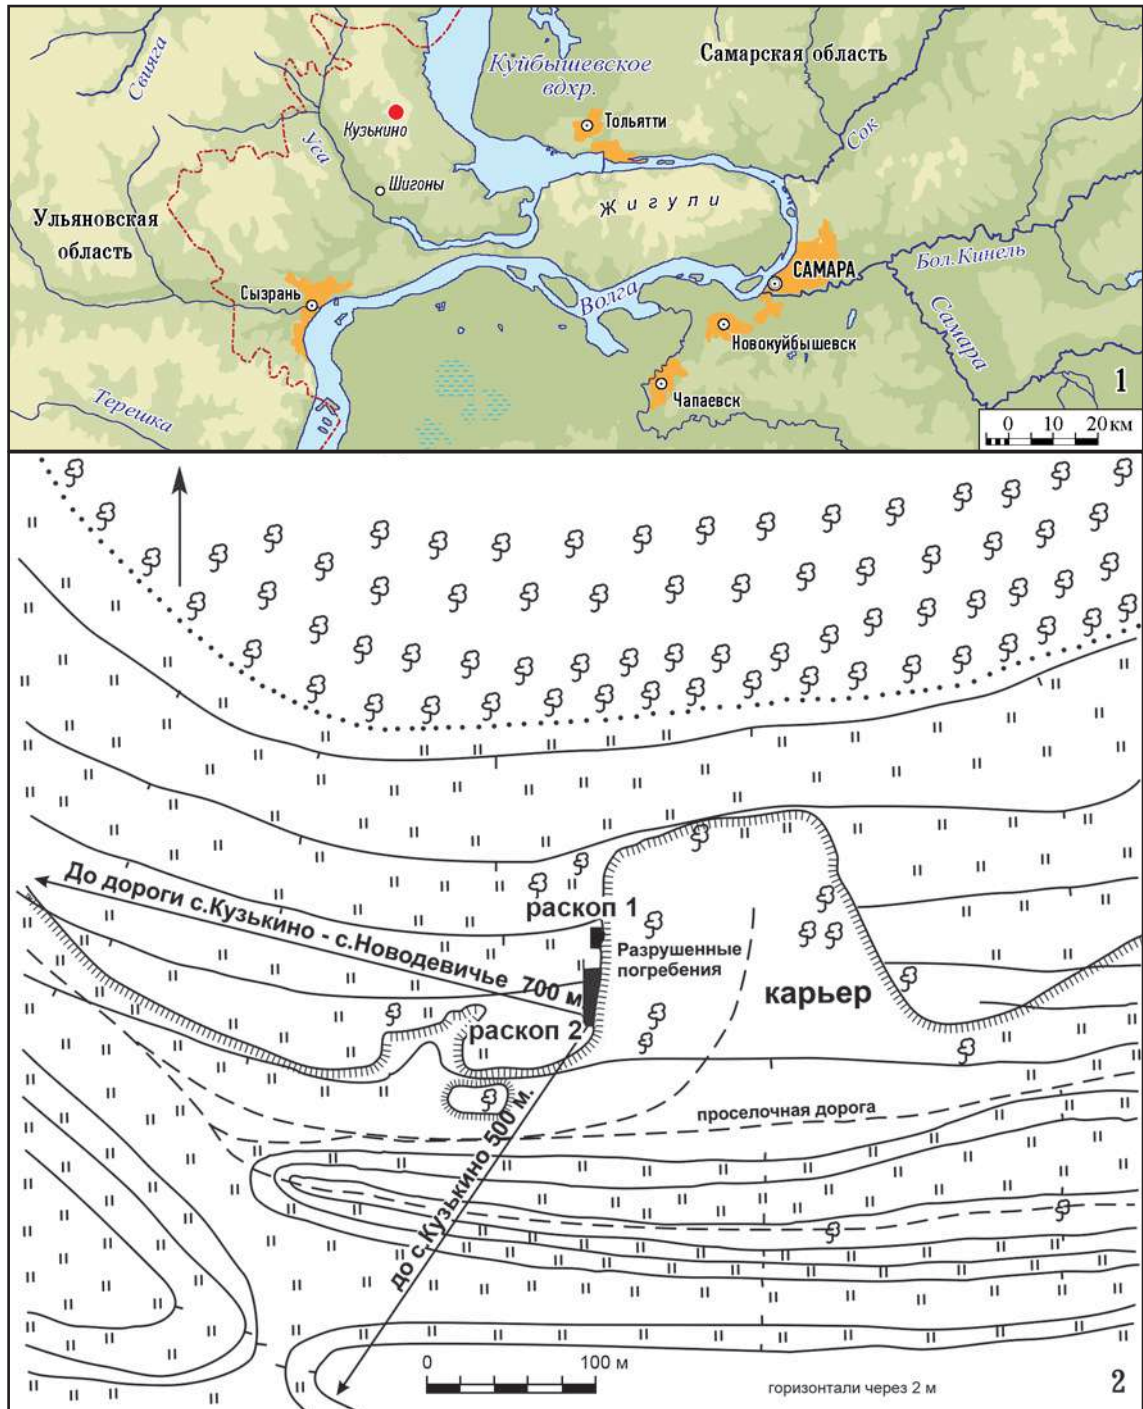 Свияга
Куйбышевское
вдхр.
Самарская область
Кузькино
Тольятти
Сок
Уса
Шигоны
Жигули
Ульяновская
область
САМАРА
Бол.Кинель
Сызрань
Волга
Новокуйбышевск
Самара
Терешка
Чапаевск
1
0 10 20 км
До дороги с.Кузькино - с.Новодевичье 700 м
раскоп 1
Разрушенные
погребения
карьер
раскоп 2
проселочная дорога
до с.Кузькино 500 м.
0 100 м
горизонтали через 2 м
2